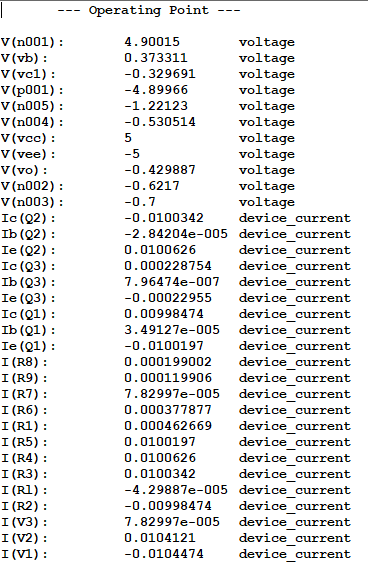 --- Operating Point ---
V(n001): 4.90015 voltage
V(vb): 0.373311 voltage
V(vc1): -0.329691 voltage
V(p001): -4.89966 voltage
V(n005): -1.22123 voltage
V(n004): -0.530514 voltage
V(vcc): 5 voltage
V(vee): -5 voltage
V(vo): -0.429887 voltage
V(n002): -0.6217 voltage
V(n003): -0.7 voltage
Ic(Q2): -0.0100342 device_current
Ib(Q2): -2.84204e-005 device_current
Ie(Q2): 0.0100626 device_current
Ic(Q3): 0.000228754 device_current
Ib(Q3): 7.96474e-007 device_current
Ie(Q3): -0.00022955 device_current
Ic(Q1): 0.00998474 device_current
Ib(Q1): 3.49127e-005 device_current
Ie(Q1): -0.0100197 device_current
I(R8): 0.000199002 device_current
I(R9): 0.000119906 device_current
I(R7): 7.82997e-005 device_current
I(R6): 0.000377877 device_current
I(R1): 0.000462669 device_current
I(R5): 0.0100197 device_current
I(R4): 0.0100626 device_current
I(R3): 0.0100342 device_current
I(Rl): -4.29887e-005 device_current
I(R2): -0.00998474 device_current
I(V3): 7.82997e-005 device_current
I(V2): 0.0104121 device_current
I(V1): -0.0104474 device_current